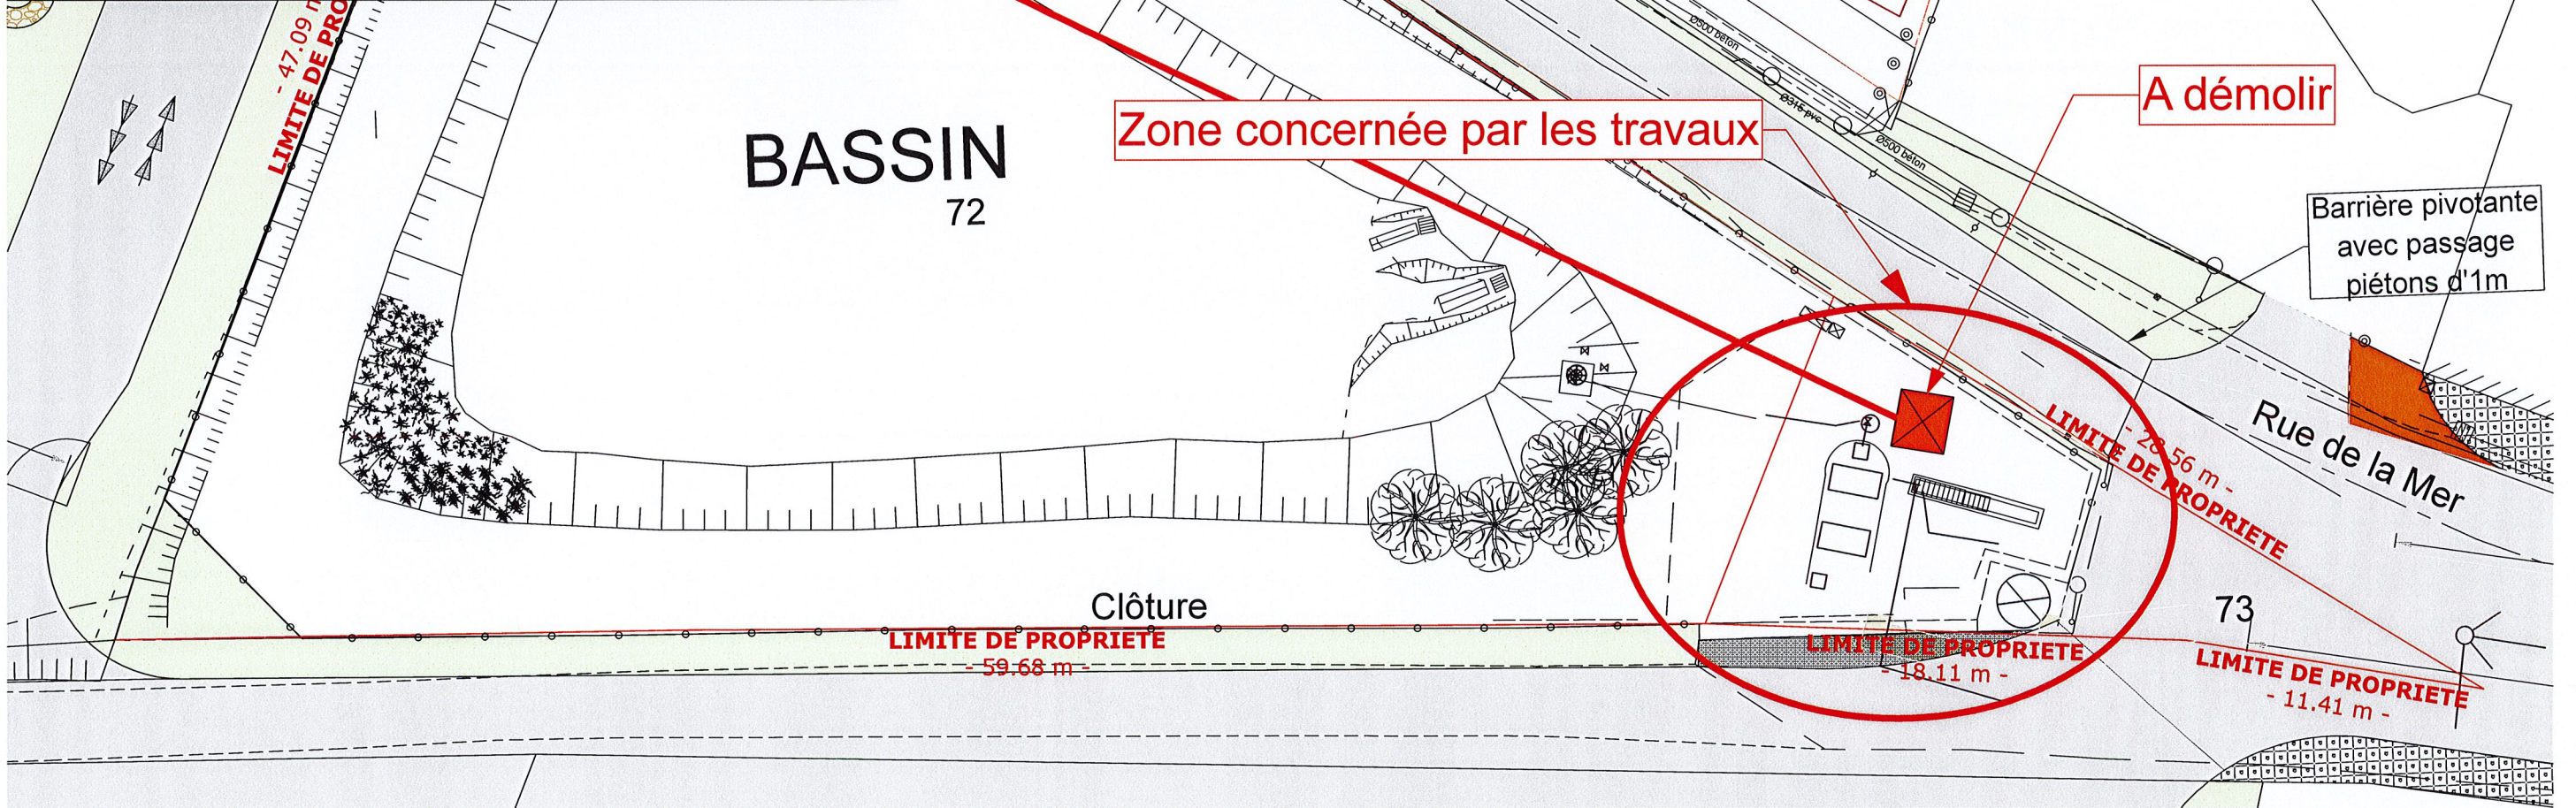 - 47.09 m
LIMITE DE PRO
BASSIN
72
Zone concernée par les travaux
A démolir
Ø500 béton
Ø315 pvc
Ø500 béton
Barrière pivotante
avec passage
piétons d'1m
Rue de la Mer
- 28.56 m -
LIMITE DE PROPRIETE
Clôture
LIMITE DE PROPRIETE
- 59.68 m -
LIMITE DE PROPRIETE
- 18.11 m -
73
LIMITE DE PROPRIETE
- 11.41 m -